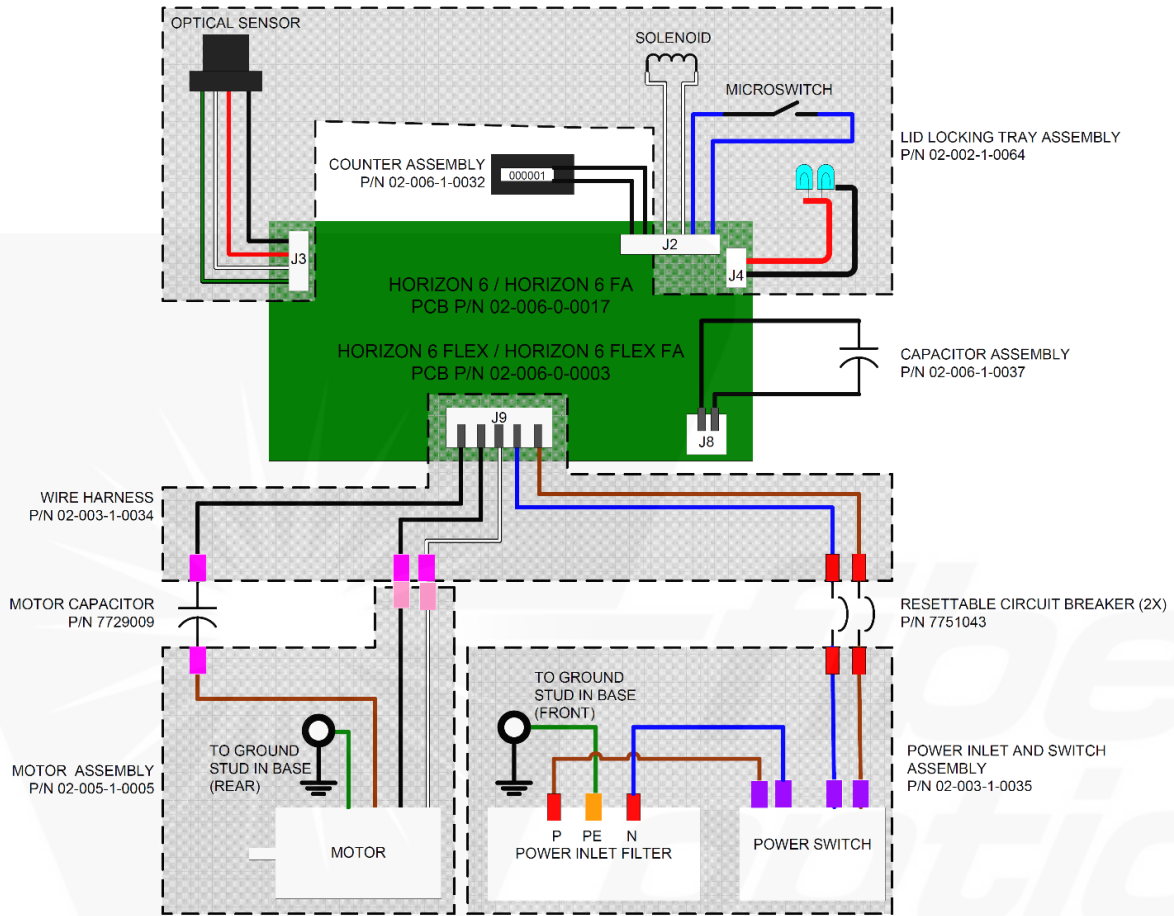 OPTICAL SENSOR
SOLENOID
MICROSWITCH
LID LOCKING TRAY ASSEMBLY
P/N 02-002-1-0064
COUNTER ASSEMBLY
P/N 02-006-1-0032
000001
J2
J3
J4
HORIZON 6 / HORIZON 6 FA
PCB P/N 02-006-0-0017
HORIZON 6 FLEX / HORIZON 6 FLEX FA
PCB P/N 02-006-0-0003
CAPACITOR ASSEMBLY
P/N 02-006-1-0037
J9
J8
WIRE HARNESS
P/N 02-003-1-0034
MOTOR CAPACITOR
P/N 7729009
RESETTABLE CIRCUIT BREAKER (2X)
P/N 7751043
TO GROUND
STUD IN BASE
(FRONT)
TO GROUND
STUD IN BASE
(REAR)
MOTOR ASSEMBLY
P/N 02-005-1-0005
POWER INLET AND SWITCH
ASSEMBLY
P/N 02-003-1-0035
P PE N
POWER INLET FILTER
POWER SWITCH
MOTOR